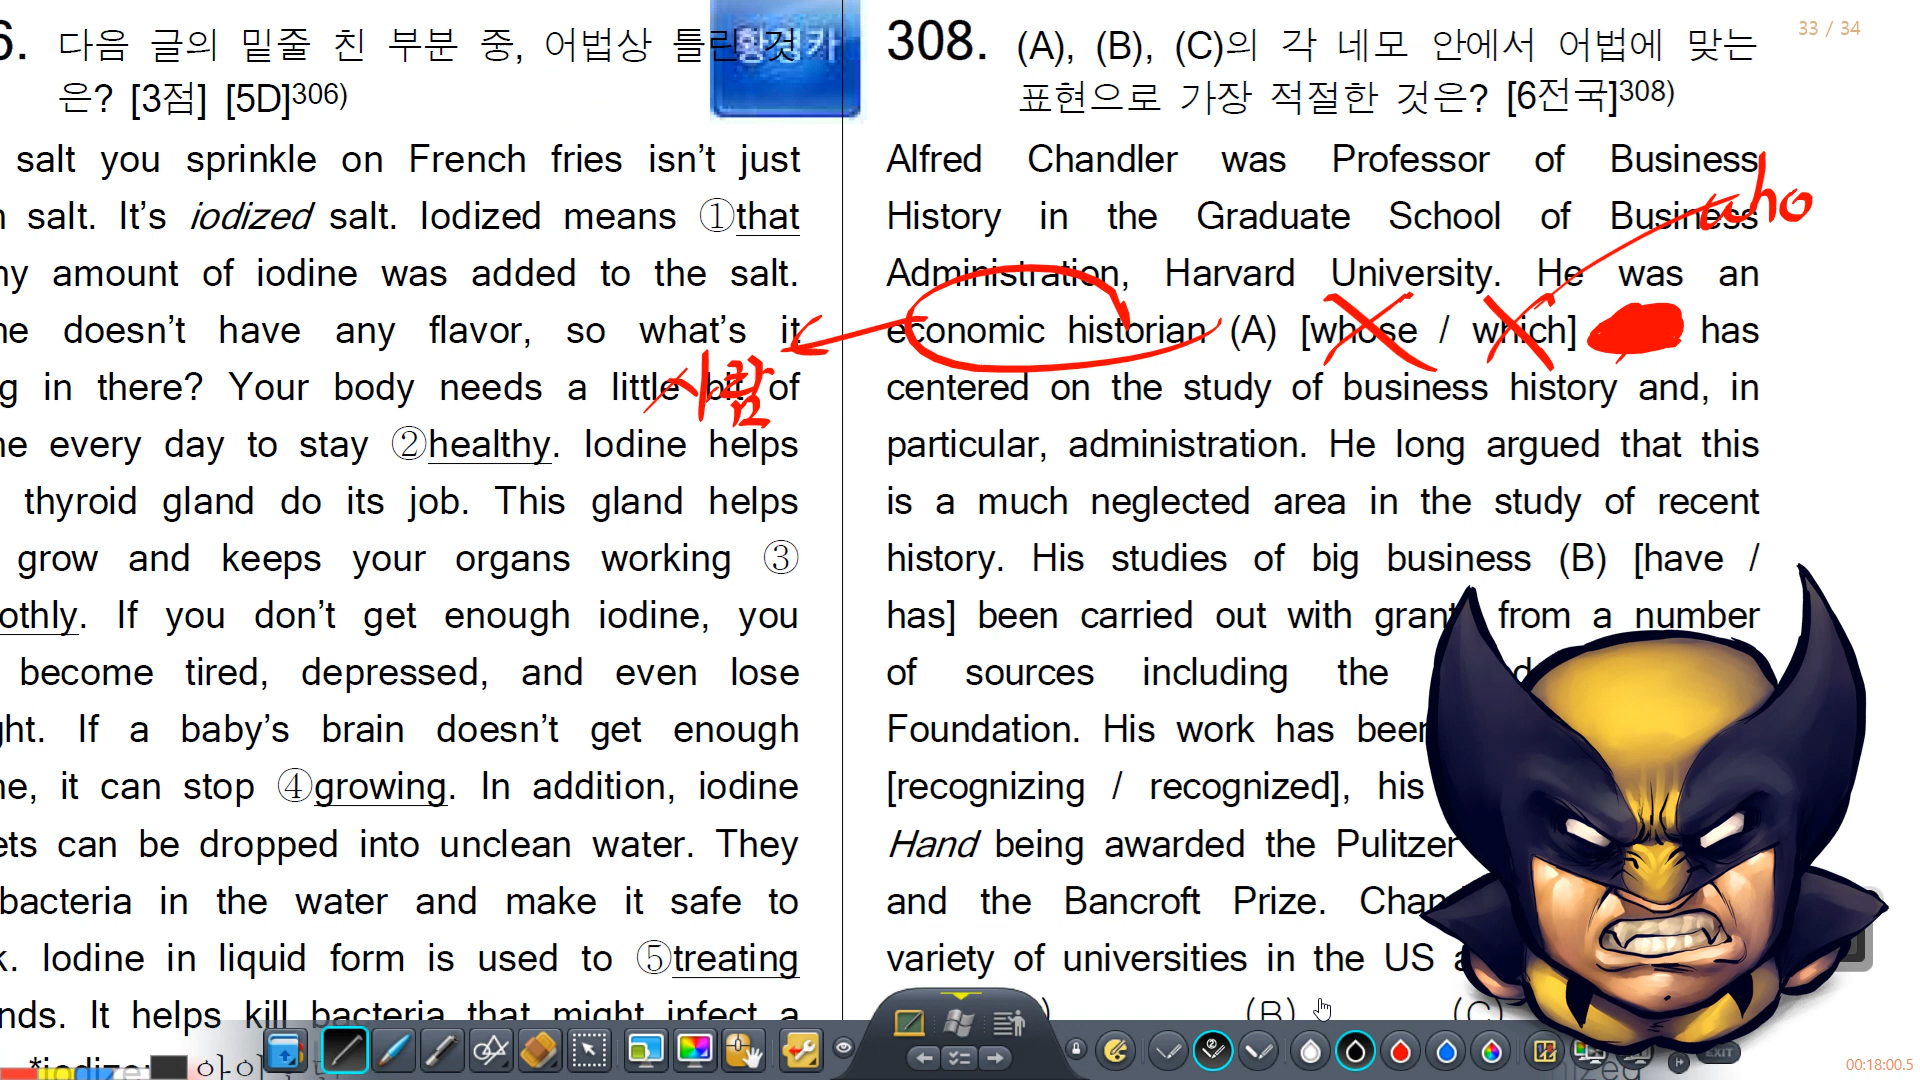 6. 다음 글의 밑줄 친 부분 중, 어법상 틀린 것
은? [3점] [5D]306)
salt you sprinkle on French fries isn't just
salt. It's iodized salt. Iodized means ①that
amount of iodine was added to the salt.
doesn't have any flavor, so what's it
in there? Your body needs a little bit of
every day to stay ②healthy. Iodine helps
thyroid gland do its job. This gland helps
grow and keeps your organs working ③
othly. If you don't get enough iodine, you
become tired, depressed, and even lose
ght. If a baby's brain doesn't get enough
ne, it can stop ④growing. In addition, iodine
ets can be dropped into unclean water. They
bacteria in the water and make it safe to
k. Iodine in liquid form is used to ⑤treating
nds. It helps kill bacteria that might infect a
사람
308. (A), (B), (C)의 각 네모 안에서 어법에 맞는
표현으로 가장 적절한 것은? [6전국]308)
Alfred Chandler was Professor of Business
who
History in the Graduate School of Business
Administration, Harvard University. He was an
economic historian (A) [whose / which] has
centered on the study of business history and, in
particular, administration. He long argued that this
is a much neglected area in the study of recent
history. His studies of big business (B) [have /
has] been carried out with grants from a number
of sources including the
Foundation. His work has been
[recognizing / recognized], his
Hand being awarded the Pulitzer
and the Bancroft Prize.
variety of universities in the US
(B) (C)
33 / 34
EXIT
00:18:00.5